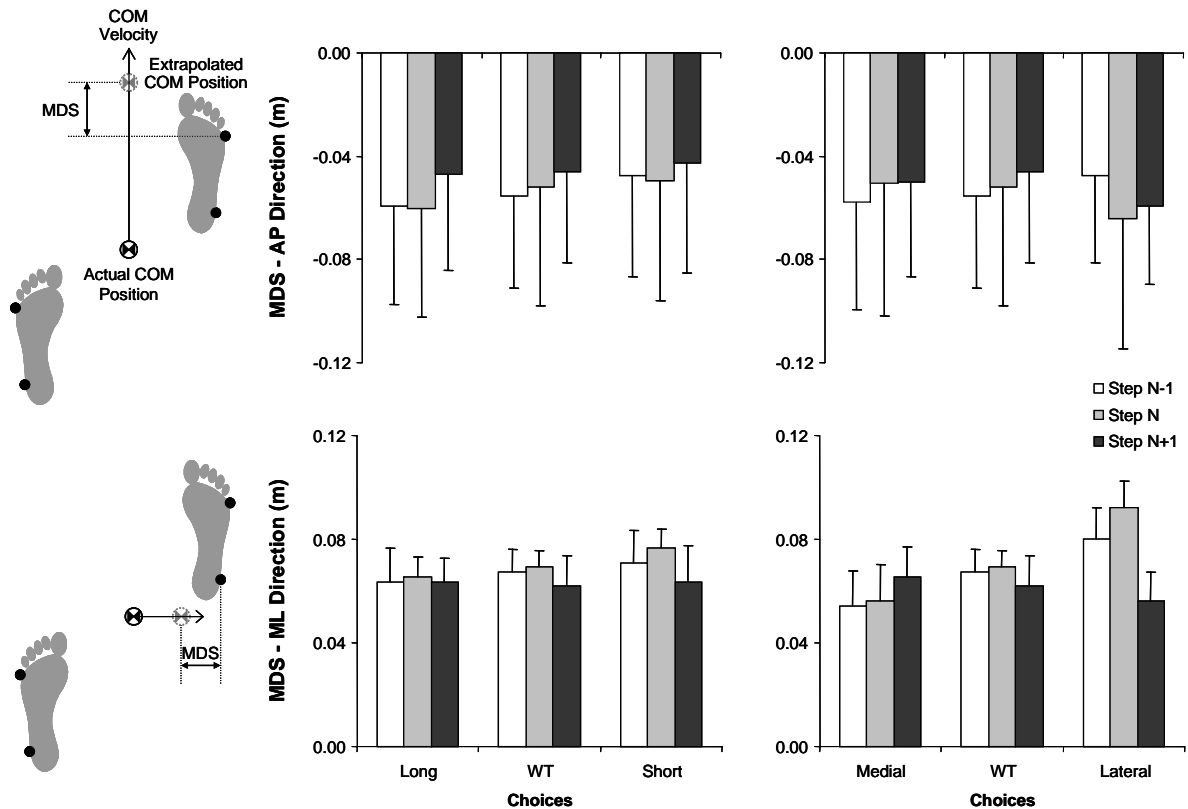 COM
Velocity
Extrapolated
COM Position
MDS
Actual COM
Position
MDS - AP Direction (m)
0.00
-0.04
-0.08
-0.12
0.00
-0.04
-0.08
-0.12
Step N-1
Step N
Step N+1
MDS
MDS - ML Direction (m)
0.12
0.08
0.04
0.00
Long
WT
Short
Choices
0.12
0.08
0.04
0.00
Medial
WT
Lateral
Choices